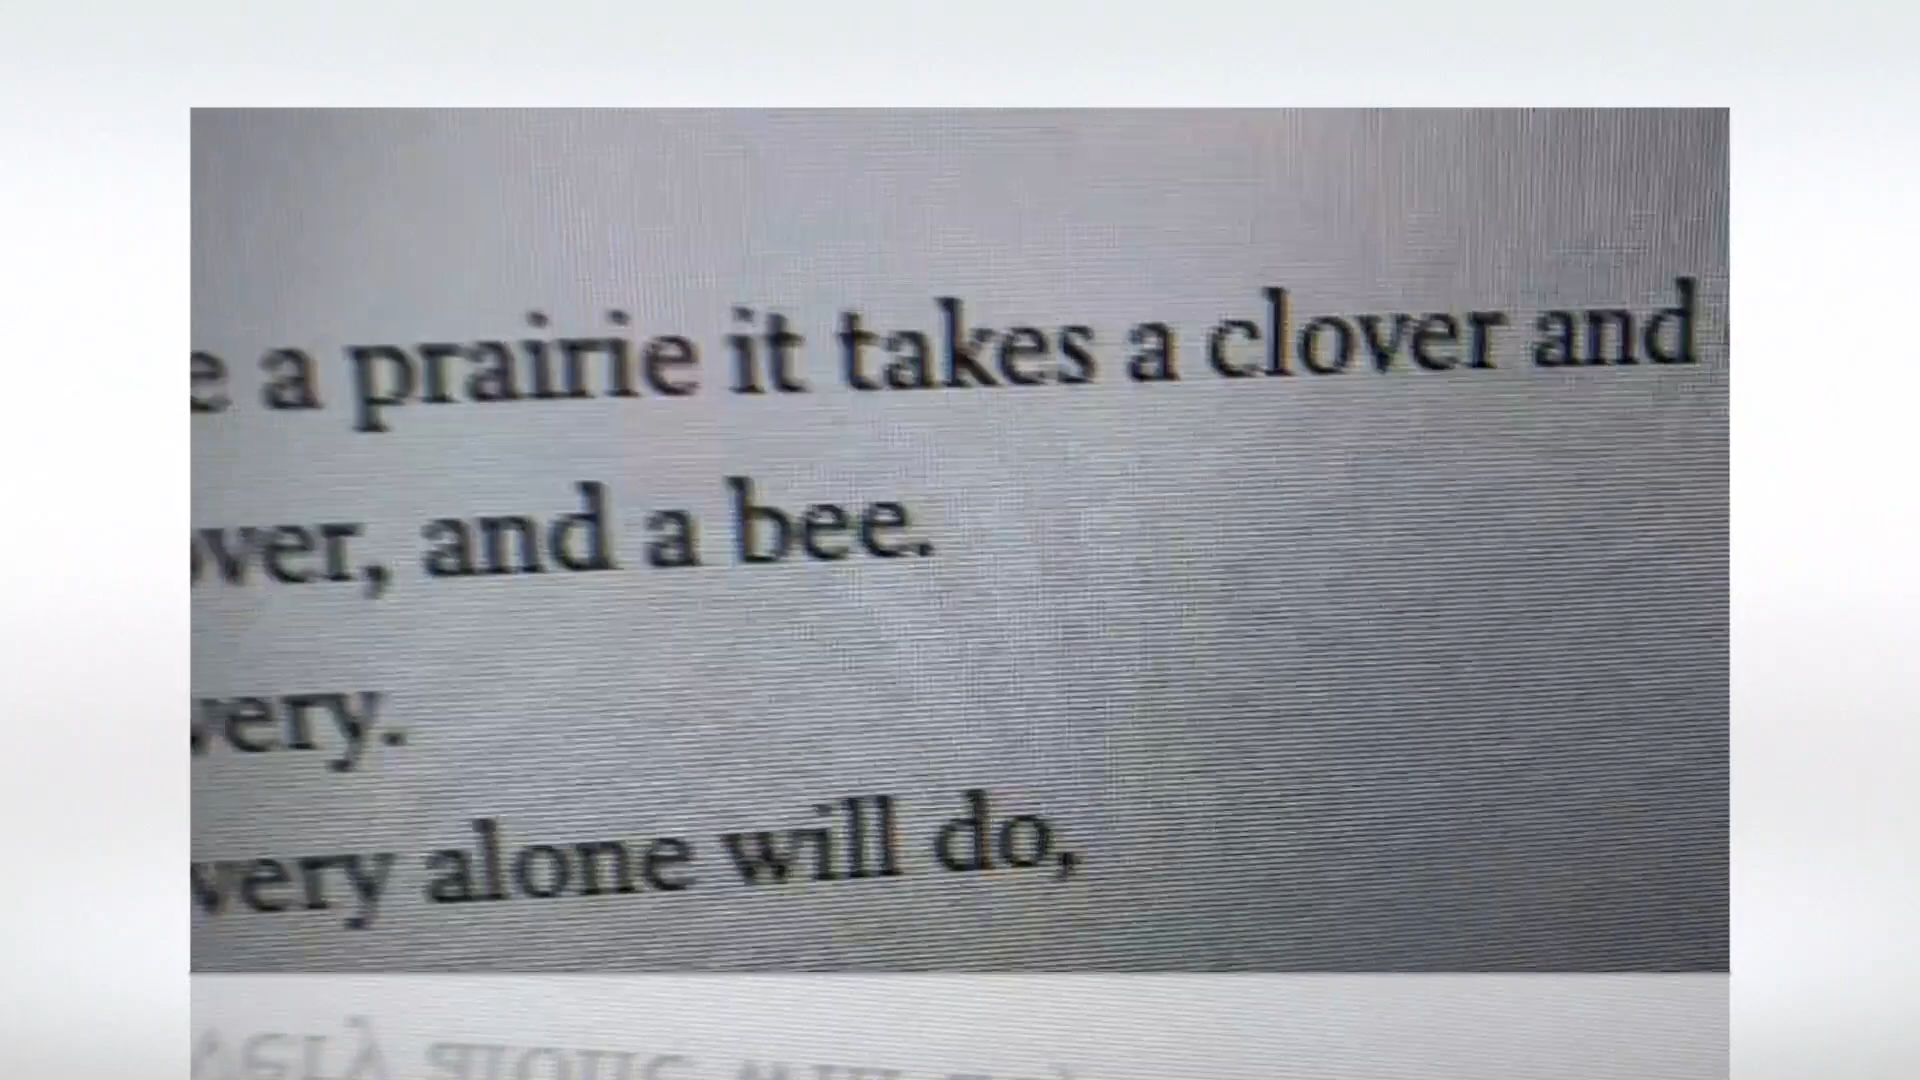 e a prairie it takes a clover and
ver, and a bee.
very.
very alone will do,